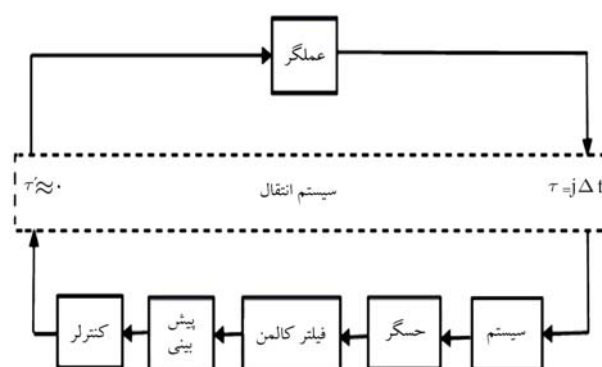 عملگر
τ′≈۰
سیستم انتقال
τ=jΔt
سیستم
حسگر
فیلتر کالمن
پیش
بینی
کنترلر